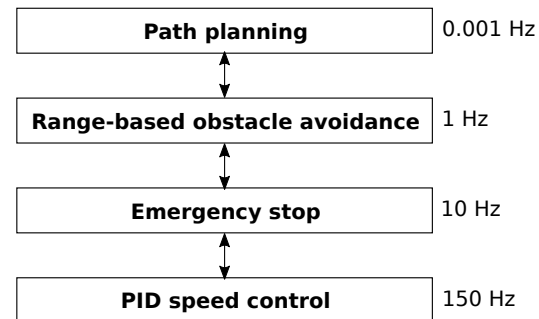 Path planning 0.001 Hz
Range-based obstacle avoidance 1 Hz
Emergency stop 10 Hz
PID speed control 150 Hz